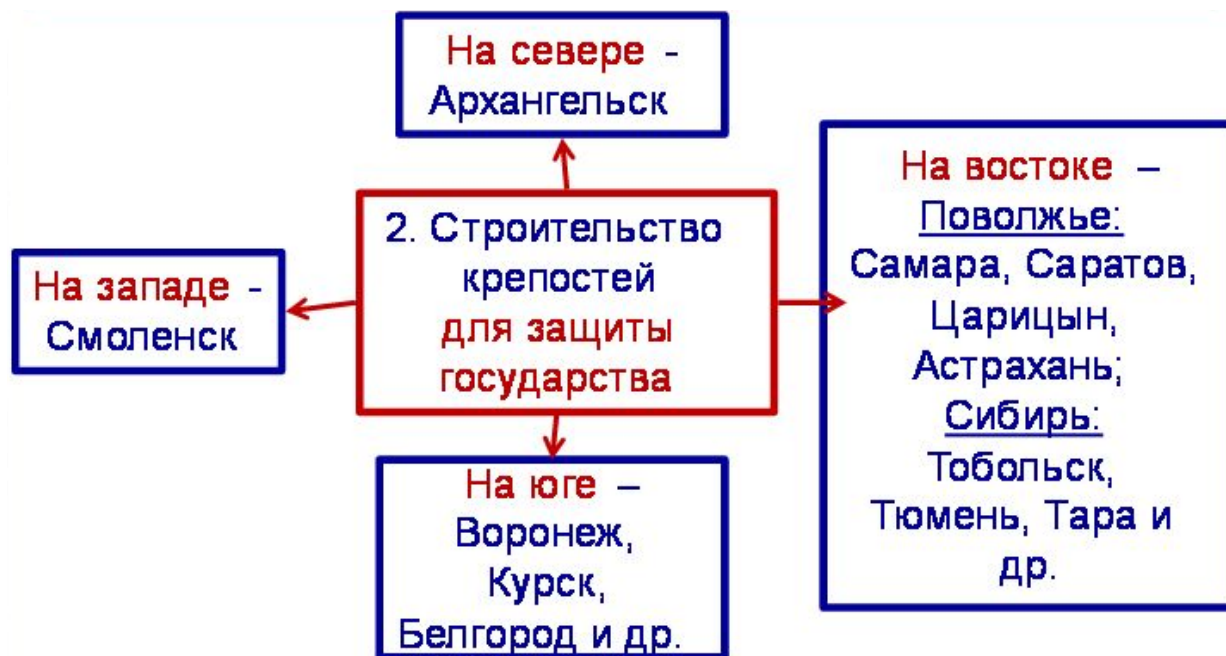 На севере -
Архангельск
2. Строительство
крепостей
для защиты
государства
На западе -
Смоленск
На востоке –
Поволжье:
Самара, Саратов,
Царицын,
Астрахань;
Сибирь:
Тобольск,
Тюмень, Тара и
др.
На юге –
Воронеж,
Курск,
Белгород и др.